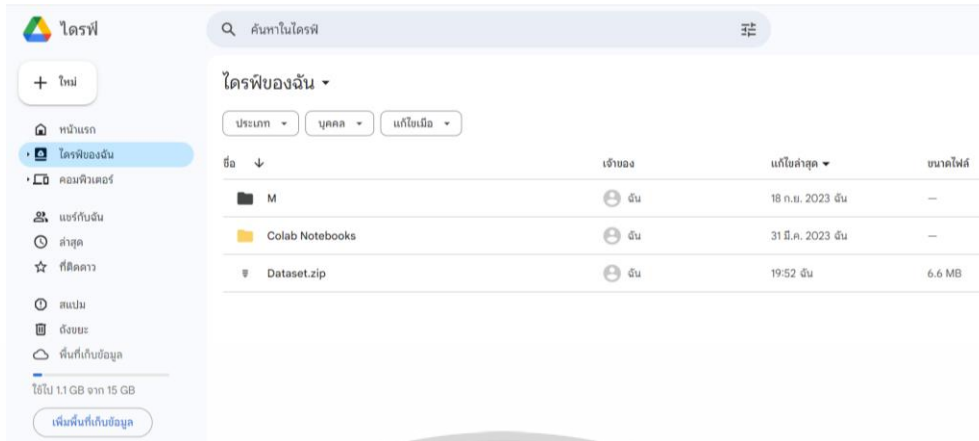 ไดรฟ์
ค้นหาในไดรฟ์
ใหม่
หน้าแรก
ไดรฟ์ของฉัน
คอมพิวเตอร์
แชร์กับฉัน
ล่าสุด
ที่ติดดาว
สแปม
ถังขยะ
พื้นที่เก็บข้อมูล
ใช้ไป 1.1 GB จาก 15 GB
เพิ่มพื้นที่เก็บข้อมูล
ไดรฟ์ของฉัน
ประเภท บุคคล แก้ไขเมื่อ
ชื่อ เจ้าของ แก้ไขล่าสุด ขนาดไฟล์
M ฉัน 18 ก.ย. 2023 ฉัน —
Colab Notebooks ฉัน 31 มี.ค. 2023 ฉัน —
Dataset.zip ฉัน 19:52 ฉัน 6.6 MB